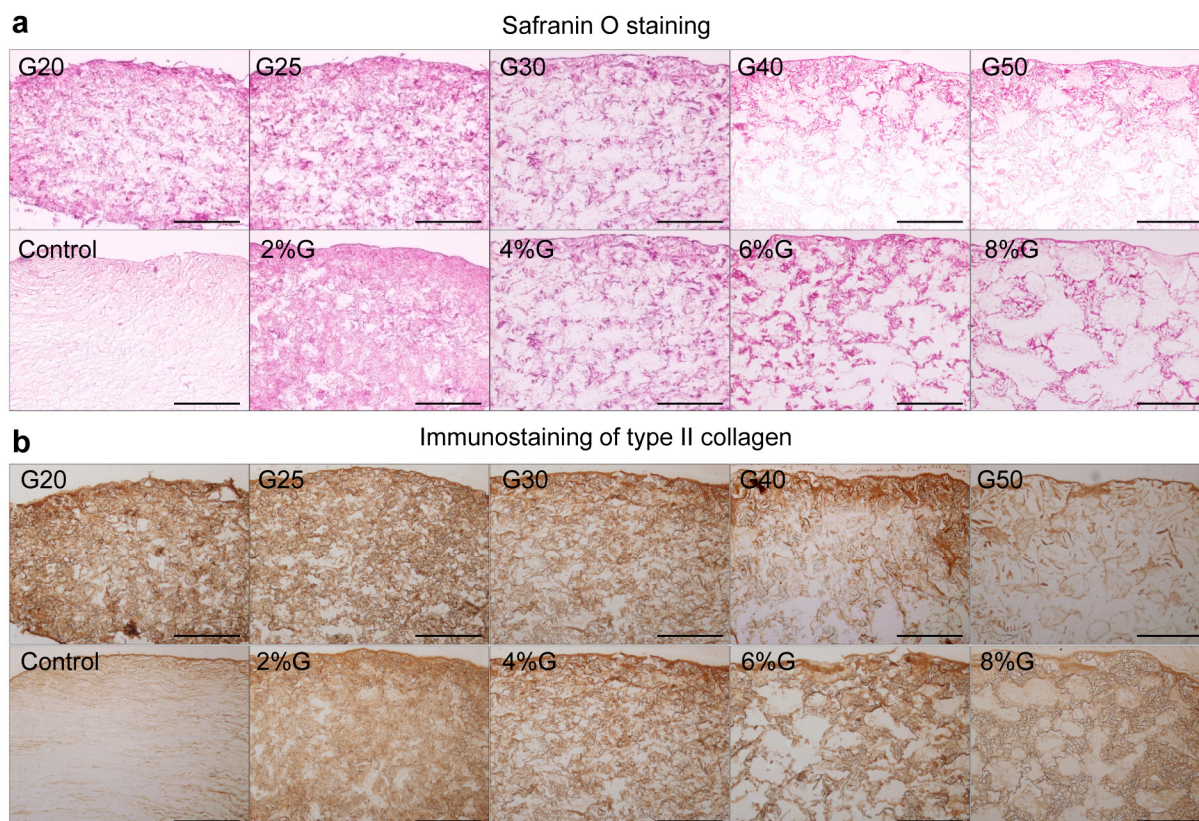 a
Safranin O staining
G20 G25 G30 G40 G50
Control 2%G 4%G 6%G 8%G
b
Immunostaining of type II collagen
G20 G25 G30 G40 G50
Control 2%G 4%G 6%G 8%G